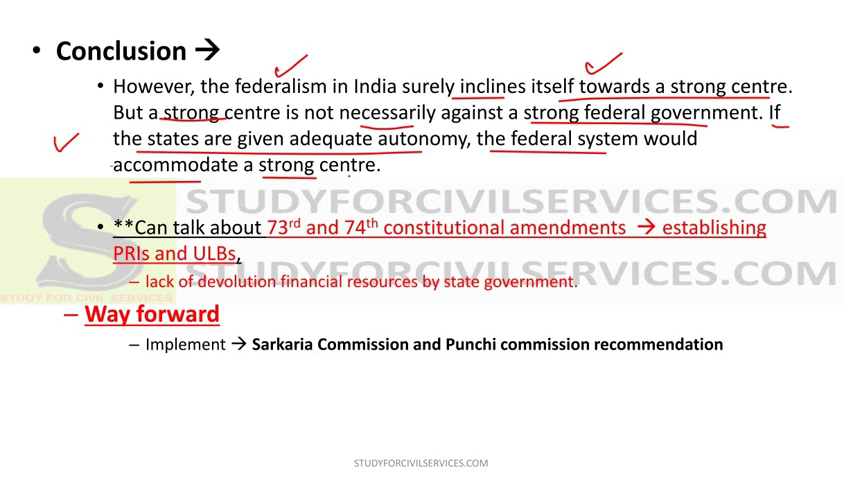 • Conclusion →
• However, the federalism in India surely inclines itself towards a strong centre.
But a strong centre is not necessarily against a strong federal government. If
the states are given adequate autonomy, the federal system would
accommodate a strong centre.
STUDYFORCIVILSERVICES.COM
• **Can talk about 73rd and 74th constitutional amendments → establishing
PRIs and ULBs,
STUDYFORCIVILSERVICES.COM
– lack of devolution financial resources by state government.
S
STUDY FOR CIVIL SERVICES
– Way forward
– Implement → Sarkaria Commission and Punchi commission recommendation
STUDYFORCIVILSERVICES.COM